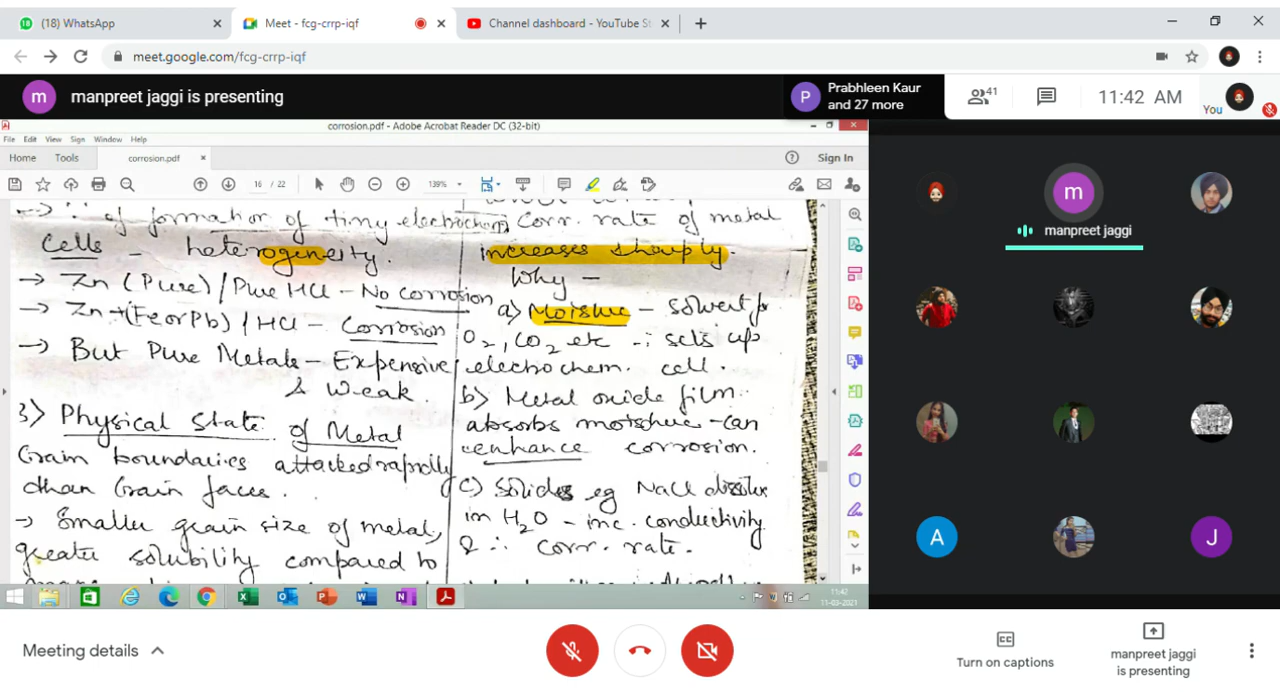 (18) WhatsApp
Meet - fcg-crrp-iqf
Channel dashboard - YouTube St
meet.google.com/fcg-crrp-iqf
m
manpreet jaggi is presenting
P
Prabhleen Kaur
and 27 more
41
11:42 AM
You
corrosion.pdf - Adobe Acrobat Reader DC (32-bit)
File Edit View Sign Window Help
Home Tools corrosion.pdf
Sign In
16 / 22
139%
→ ∵ of formation of tiny electrochem
Cells - heterogeneity.
→ Zn (Pure) / Pure HCl - No corrosion
→ Zn + (Fe or Pb) / HCl - Corrosion
→ But Pure Metals - Expensive
& Weak.
3) Physical State of Metal
Grain boundaries attacked rapidly
than Grain faces.
→ Smaller grain size of metal,
greater solubility compared to
Corr. rate of metal
increases sharply.
Why -
a) Moisture - solvent for
O2, CO2 etc ∴ sets up
electrochem. cell.
b) Metal oxide film
absorbs moisture - can
enhance corrosion.
c) Solids eg NaCl dissolve
in H2O - inc. conductivity
& ∴ corr. rate.
11:42
11-03-2021
m
manpreet jaggi
A
J
Meeting details
Turn on captions
manpreet jaggi
is presenting